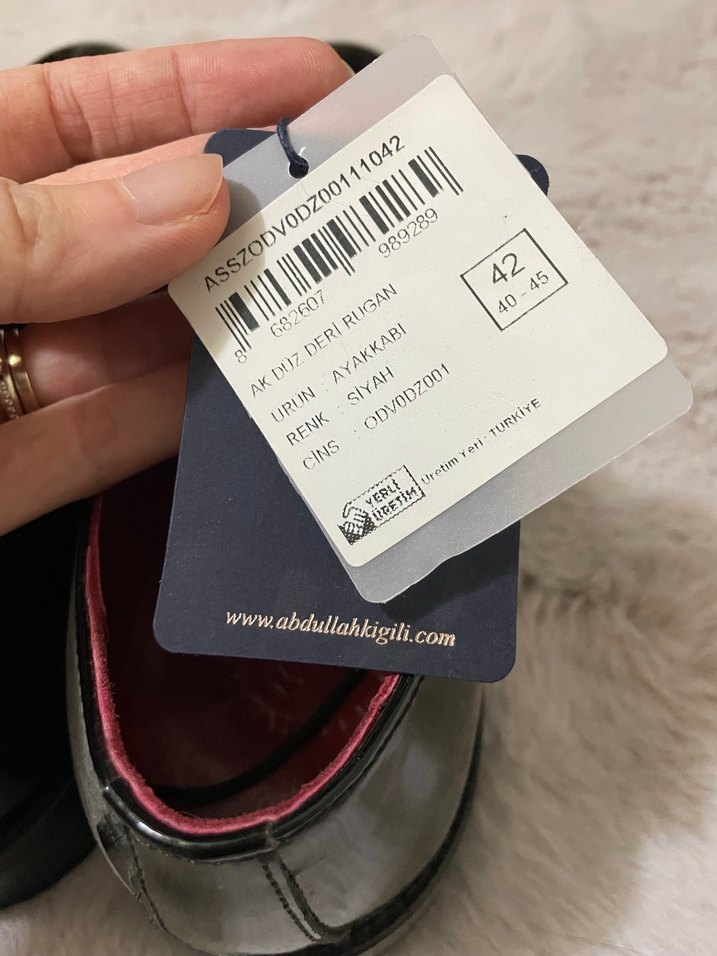 ASSZODV0DZ00111042
8 682607 989289
42
40 - 45
AK DÜZ DERİ RUGAN
ÜRÜN : AYAKKABI
RENK : SİYAH
CİNS : ODV0DZ001
YERLİ
ÜRETİM
Üretim Yeri : TÜRKİYE
www.abdullahkigili.com